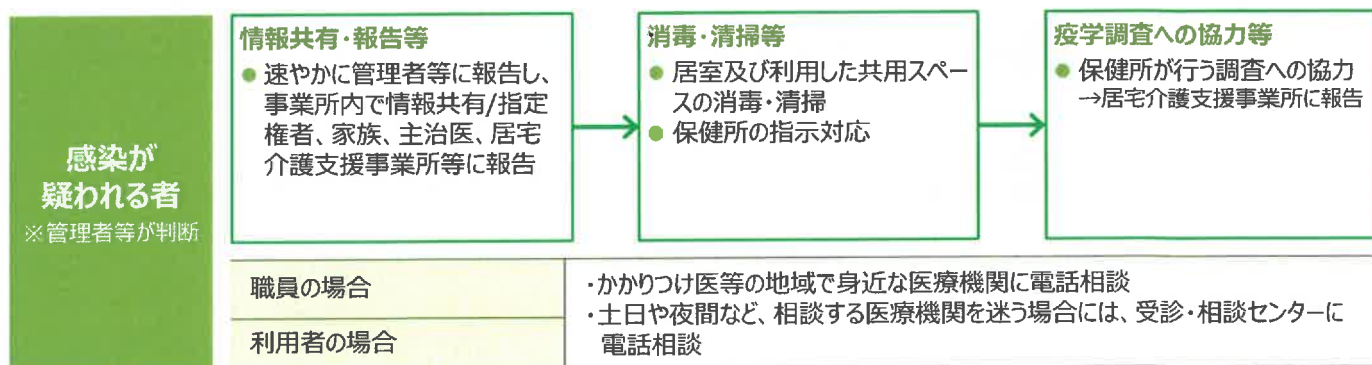 感染が
疑われる者
※管理者等が判断
情報共有・報告等
● 速やかに管理者等に報告し、
事業所内で情報共有/指定
権者、家族、主治医、居宅
介護支援事業所等に報告
消毒・清掃等
● 居室及び利用した共用スペー
スの消毒・清掃
● 保健所の指示対応
疫学調査への協力等
● 保健所が行う調査への協力
→居宅介護支援事業所に報告
職員の場合
利用者の場合
・かかりつけ医等の地域で身近な医療機関に電話相談
・土日や夜間など、相談する医療機関を迷う場合には、受診・相談センターに
電話相談